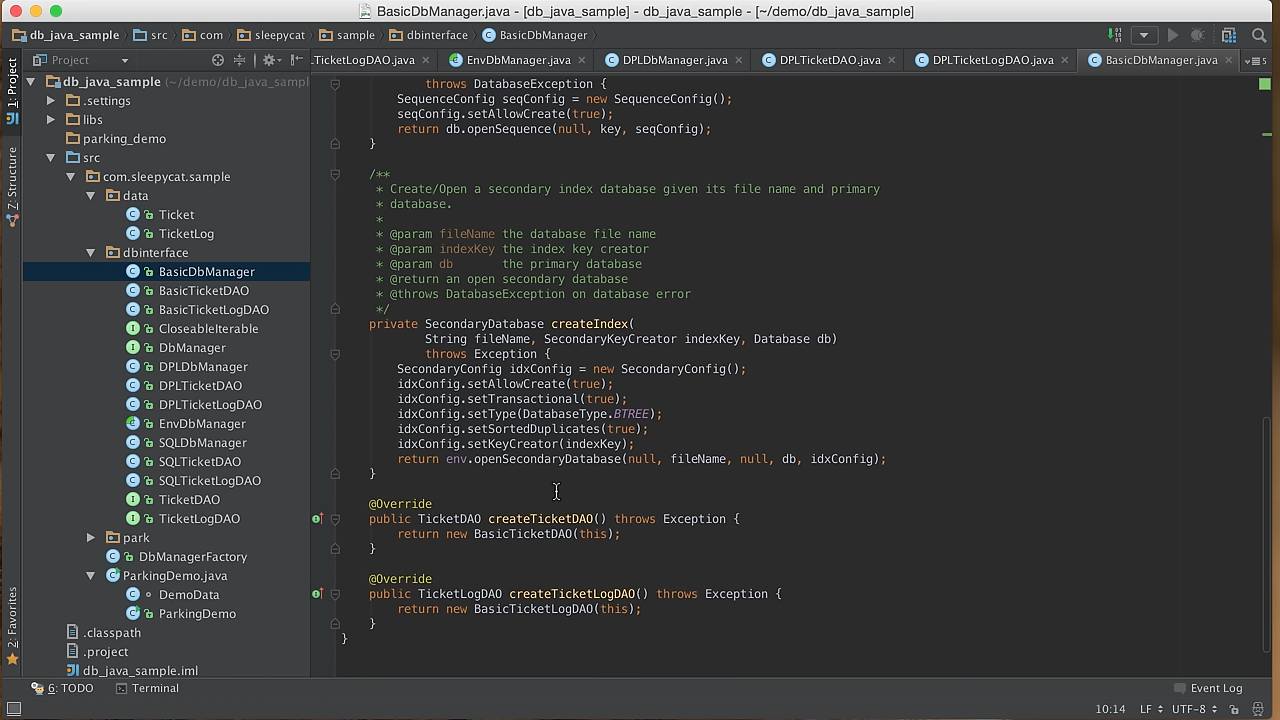 BasicDbManager.java - [db_java_sample] - db_java_sample - [~/demo/db_java_sample]
db_java_sample src com sleepycat sample dbinterface BasicDbManager
Project
.TicketLogDAO.java EnvDbManager.java DPLDbManager.java DPLTicketDAO.java DPLTicketLogDAO.java BasicDbManager.java
1: Project
Z: Structure
2: Favorites
db_java_sample (~/demo/db_java_sampl
.settings
libs
parking_demo
src
com.sleepycat.sample
data
Ticket
TicketLog
dbinterface
BasicDbManager
BasicTicketDAO
BasicTicketLogDAO
CloseableIterable
DbManager
DPLDbManager
DPLTicketDAO
DPLTicketLogDAO
EnvDbManager
SQLDbManager
SQLTicketDAO
SQLTicketLogDAO
TicketDAO
TicketLogDAO
park
DbManagerFactory
ParkingDemo.java
DemoData
ParkingDemo
.classpath
.project
db_java_sample.iml
throws DatabaseException {
SequenceConfig seqConfig = new SequenceConfig();
seqConfig.setAllowCreate(true);
return db.openSequence(null, key, seqConfig);
}
/**
* Create/Open a secondary index database given its file name and primary
* database.
*
* @param fileName the database file name
* @param indexKey the index key creator
* @param db the primary database
* @return an open secondary database
* @throws DatabaseException on database error
*/
private SecondaryDatabase createIndex(
String fileName, SecondaryKeyCreator indexKey, Database db)
throws Exception {
SecondaryConfig idxConfig = new SecondaryConfig();
idxConfig.setAllowCreate(true);
idxConfig.setTransactional(true);
idxConfig.setType(DatabaseType.BTREE);
idxConfig.setSortedDuplicates(true);
idxConfig.setKeyCreator(indexKey);
return env.openSecondaryDatabase(null, fileName, null, db, idxConfig);
}
@Override
public TicketDAO createTicketDAO() throws Exception {
return new BasicTicketDAO(this);
}
@Override
public TicketLogDAO createTicketLogDAO() throws Exception {
return new BasicTicketLogDAO(this);
}
}
6: TODO Terminal Event Log
10:14 LF UTF-8